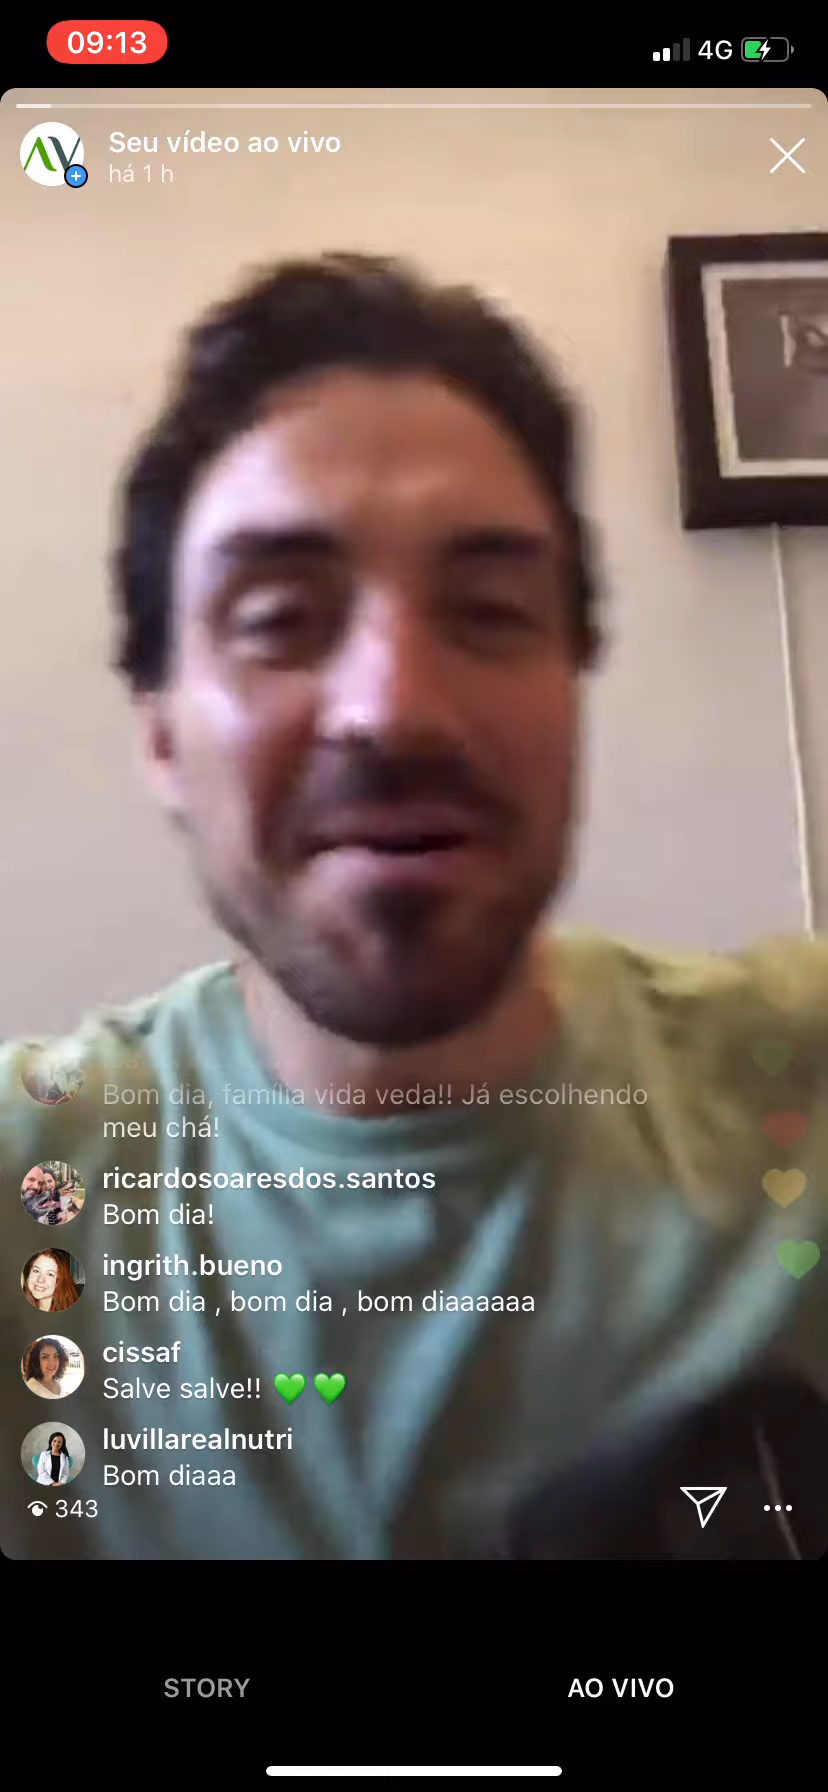 09:13
4G
Seu vídeo ao vivo
há 1 h
Bom dia, família vida veda!! Já escolhendo
meu chá!
ricardosoaresdos.santos
Bom dia!
ingrith.bueno
Bom dia , bom dia , bom diaaaaaa
cissaf
Salve salve!! 💚💚
luvillarealnutri
Bom diaaa
343
STORY
AO VIVO